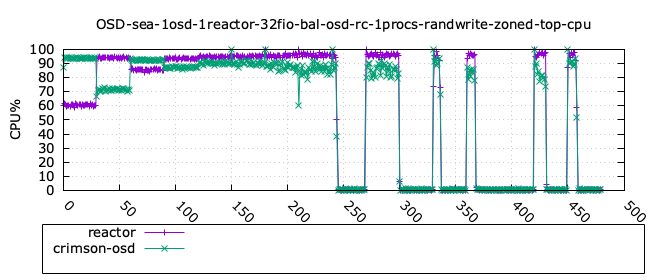 OSD-sea-1osd-1reactor-32fio-bal-osd-rc-1procs-randwrite-zoned-top-cpu
100
90
80
70
60
50
40
30
20
10
0
CPU%
0 50 100 150 200 250 300 350 400 450 500
reactor
crimson-osd